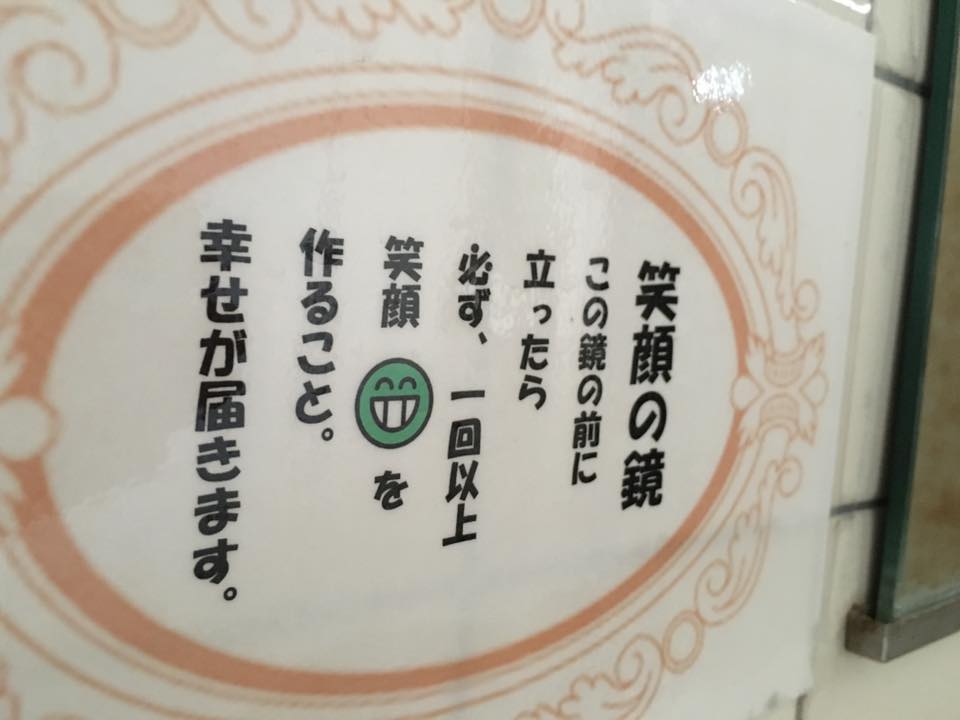 笑顔の鏡
この鏡の前に
立ったら
必ず、一回以上
笑顔を
作ること。
幸せが届きます。